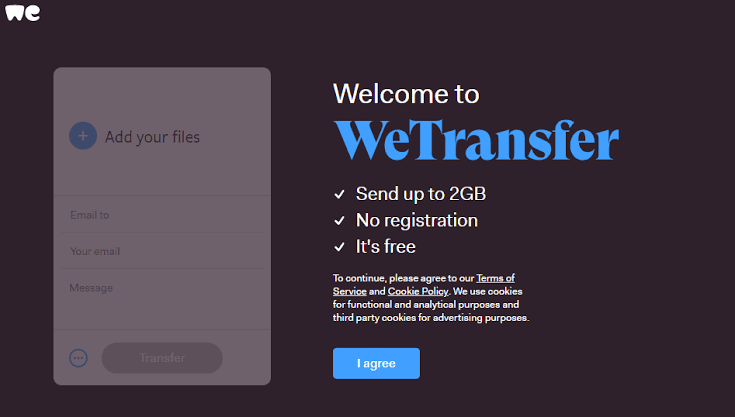 we
Add your files
Email to
Your email
Message
Transfer
Welcome to
WeTransfer
Send up to 2GB
No registration
It's free
To continue, please agree to our Terms of
Service and Cookie Policy. We use cookies
for functional and analytical purposes and
third party cookies for advertising purposes.
I agree